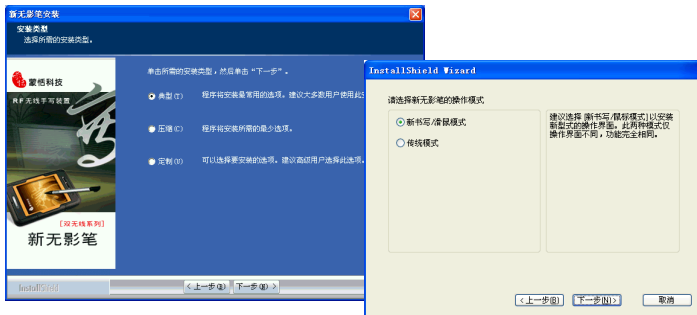 新无影笔安装
安装类型
选择所需的安装类型。
蒙恬科技
RF无线手写装置
[双无线系列]
新无影笔
单击所需的安装类型，然后单击“下一步”。
典型(T) 程序将安装最常用的选项。建议大多数用户使用此
压缩(C) 程序将安装所需的最少选项。
定制(U) 可以选择要安装的选项。建议高级用户选择此选项。
InstallShield
<上一步(B) 下一步(N)>
InstallShield Wizard
请选择新无影笔的操作模式
新书写/滑鼠模式
传统模式
建议选择[新书写/鼠标模式]以安装
新型式的操作界面。此两种模式仅
操作界面不同，功能完全相同。
<上一步(B) 下一步(N)> 取消